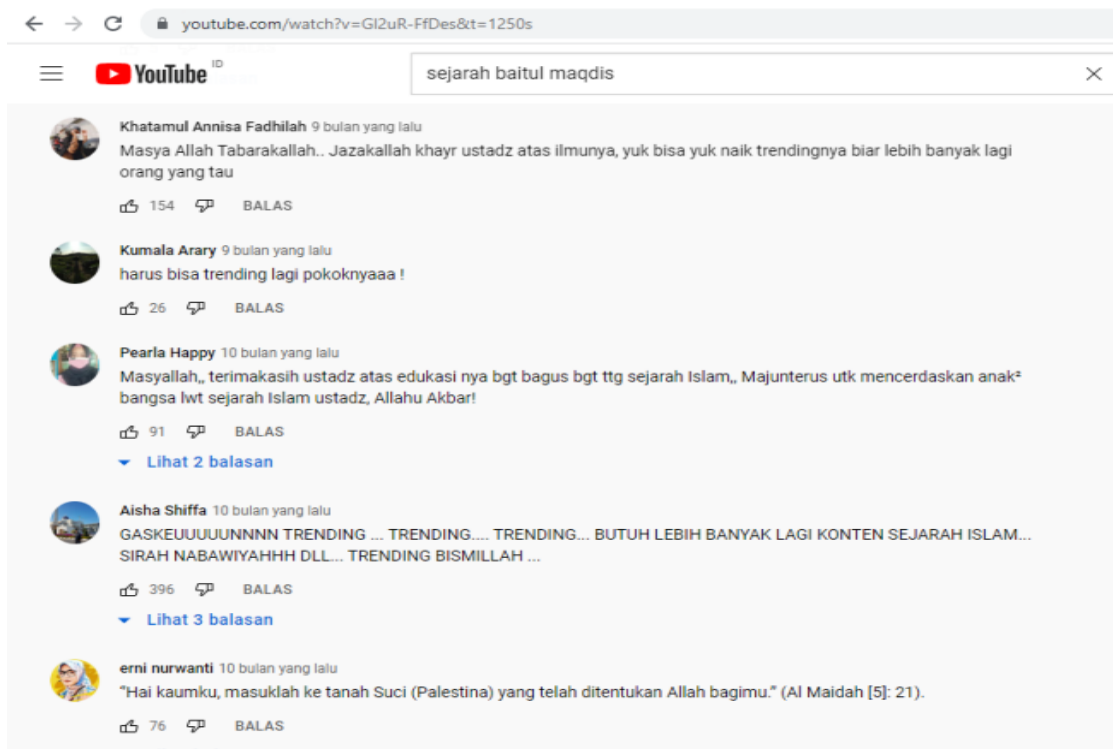 youtube.com/watch?v=Gl2uR-FfDes&t=1250s
YouTube ID
sejarah baitul maqdis
Khatamul Annisa Fadhilah 9 bulan yang lalu
Masya Allah Tabarakallah.. Jazakallah khayr ustadz atas ilmunya, yuk bisa yuk naik trendingnya biar lebih banyak lagi
orang yang tau
154 BALAS
Kumala Arary 9 bulan yang lalu
harus bisa trending lagi pokoknyaaa !
26 BALAS
Pearla Happy 10 bulan yang lalu
Masyallah,, terimakasih ustadz atas edukasi nya bgt bagus bgt ttg sejarah Islam,, Majunterus utk mencerdaskan anak²
bangsa lwt sejarah Islam ustadz, Allahu Akbar!
91 BALAS
Lihat 2 balasan
Aisha Shiffa 10 bulan yang lalu
GASKEUUUUUNNNN TRENDING ... TRENDING.... TRENDING... BUTUH LEBIH BANYAK LAGI KONTEN SEJARAH ISLAM...
SIRAH NABAWIYAHHH DLL... TRENDING BISMILLAH ...
396 BALAS
Lihat 3 balasan
erni nurwanti 10 bulan yang lalu
“Hai kaumku, masuklah ke tanah Suci (Palestina) yang telah ditentukan Allah bagimu.” (Al Maidah [5]: 21).
76 BALAS